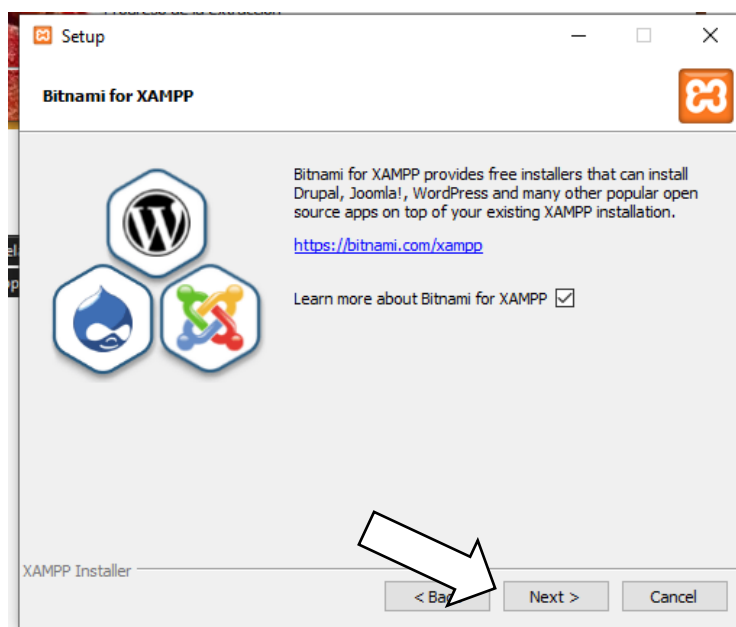 Setup
Bitnami for XAMPP
Bitnami for XAMPP provides free installers that can install
Drupal, Joomla!, WordPress and many other popular open
source apps on top of your existing XAMPP installation.
https://bitnami.com/xampp
Learn more about Bitnami for XAMPP
XAMPP Installer
< Back Next > Cancel